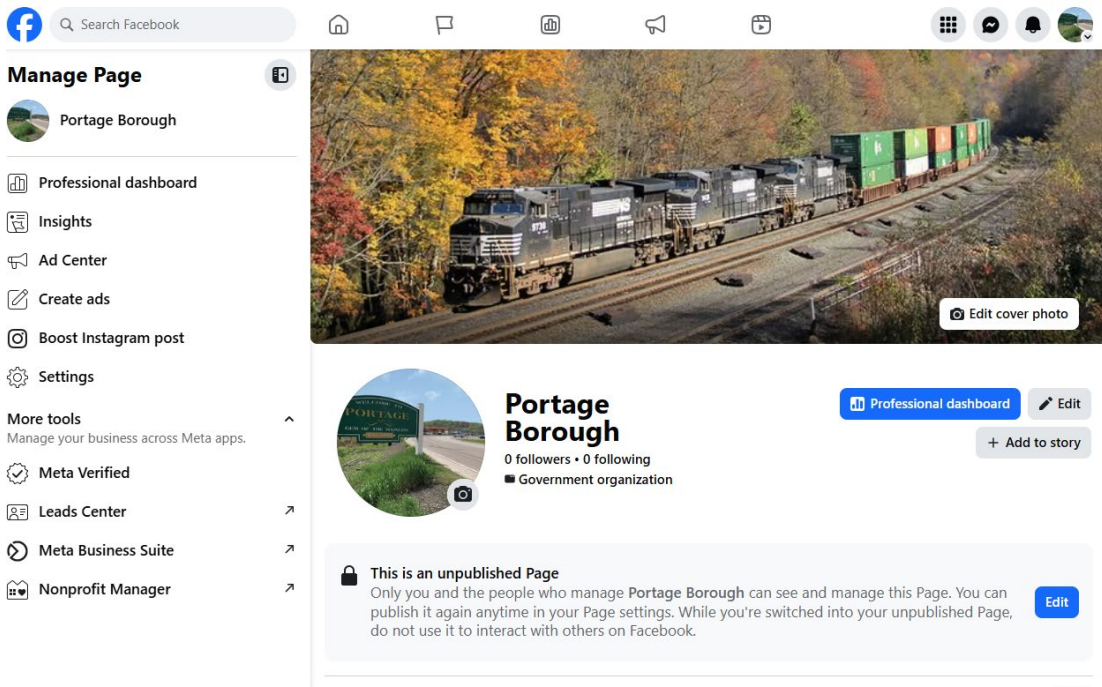 Search Facebook
Manage Page
Portage Borough
Professional dashboard
Insights
Ad Center
Create ads
Boost Instagram post
Settings
More tools
Manage your business across Meta apps.
Meta Verified
Leads Center
Meta Business Suite
Nonprofit Manager
NS
9738
Edit cover photo
WELCOME TO
PORTAGE
Portage
Borough
0 followers • 0 following
Government organization
Professional dashboard
Edit
+ Add to story
This is an unpublished Page
Only you and the people who manage Portage Borough can see and manage this Page. You can
publish it again anytime in your Page settings. While you're switched into your unpublished Page,
do not use it to interact with others on Facebook.
Edit